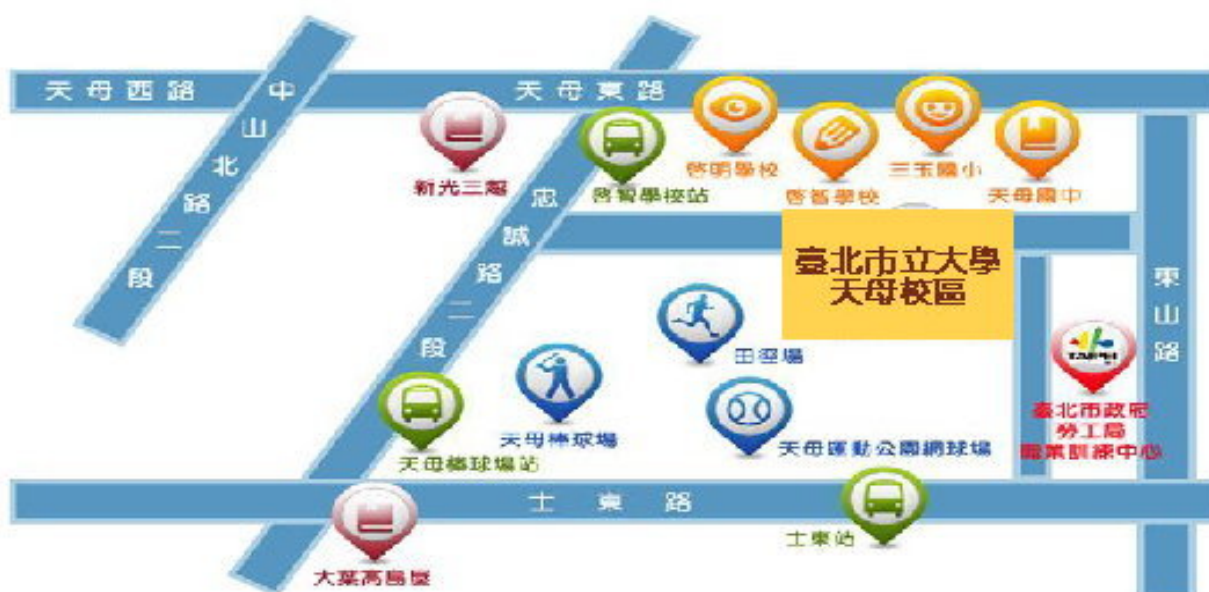 天母西路
天母東路
中山北路二段
新光三越
啓智學校站
啓明學校
啓智學校
三玉國小
天母國中
忠誠路二段
臺北市立大學
天母校區
東山路
田徑場
TAIPEI
天母棒球場
臺北市政府
勞工局
職業訓練中心
天母棒球場站
天母運動公園網球場
士東路
士東站
大葉高島屋